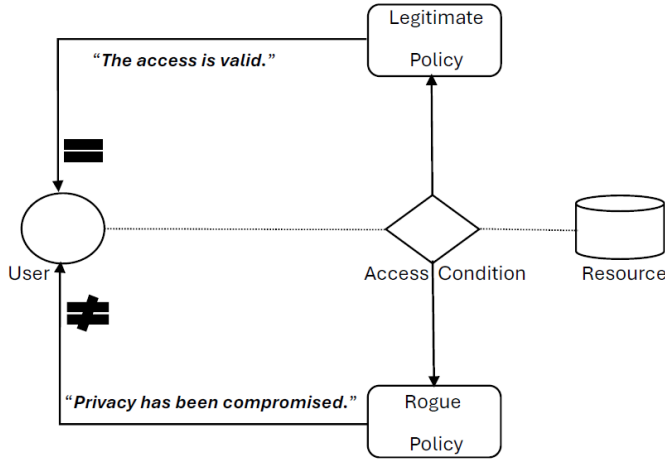 Legitimate
Policy
“The access is valid.”
=
User
Access Condition
Resource
≠
“Privacy has been compromised.”
Rogue
Policy